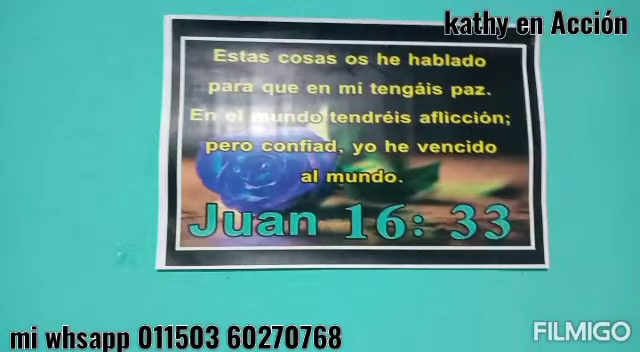 kathy en Acción
Estas cosas os he hablado
para que en mí tengáis paz.
En el mundo tendréis aflicción;
pero confiad, yo he vencido
al mundo.
Juan 16: 33
mi whsapp 011503 60270768
FILMIGO